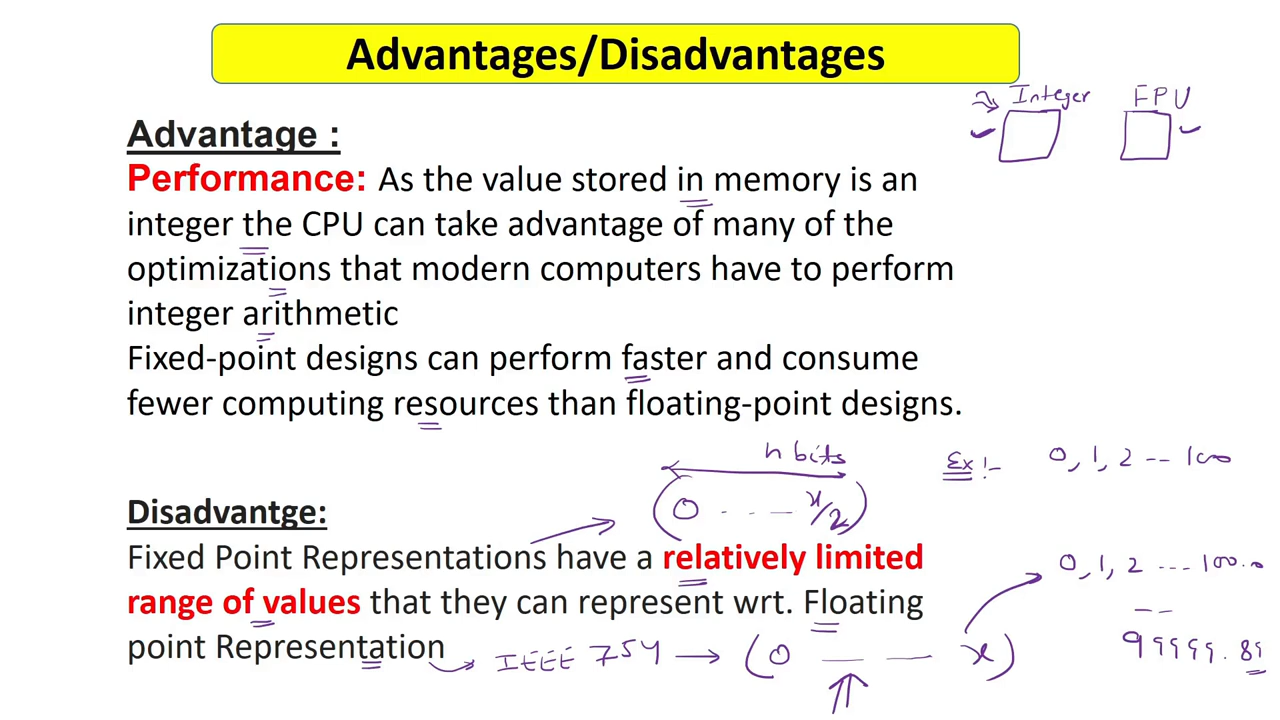 Advantages/Disadvantages
Integer FPU
Advantage :
Performance: As the value stored in memory is an
integer the CPU can take advantage of many of the
optimizations that modern computers have to perform
integer arithmetic
Fixed-point designs can perform faster and consume
fewer computing resources than floating-point designs.
n bits
Ex :- 0, 1, 2 -- 100
(0 - - - x/2)
Disadvantge:
Fixed Point Representations have a relatively limited
0, 1, 2 --- 100.0
range of values that they can represent wrt. Floating
point Representation
IEEE 754 → (0 — — x)
99999.89